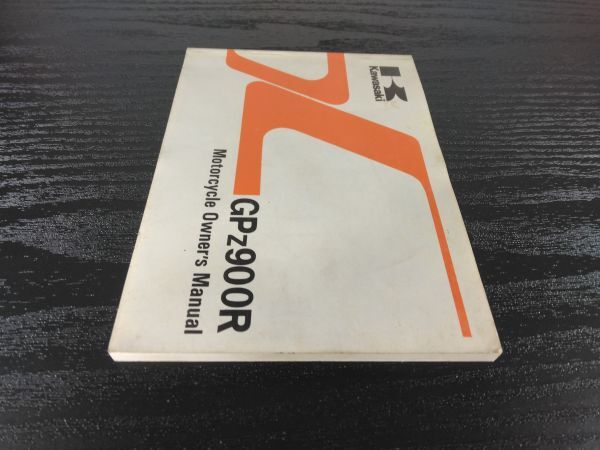 Kawasaki
GPz900R
Motorcycle Owner's Manual